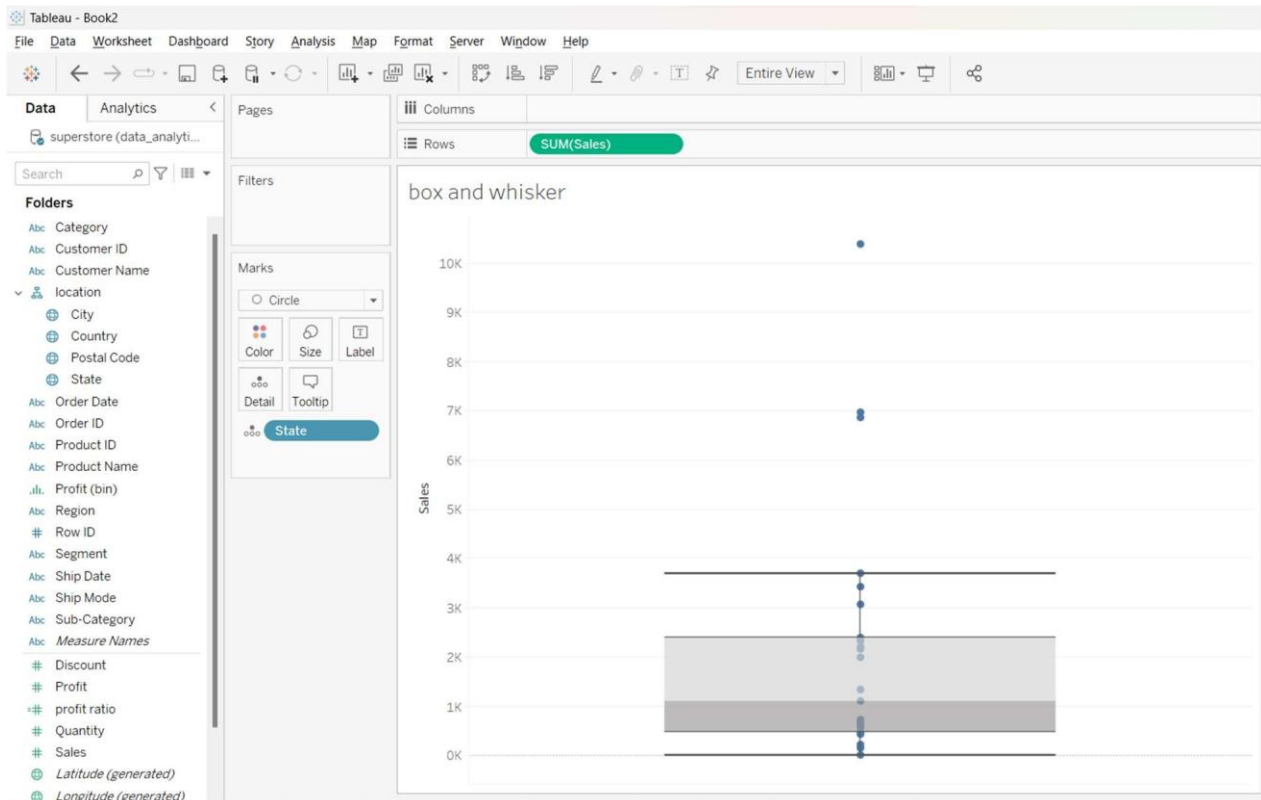 Tableau - Book2
File Data Worksheet Dashboard Story Analysis Map Format Server Window Help
Entire View
Data Analytics
superstore (data_analyti...
Search
Folders
Abc Category
Abc Customer ID
Abc Customer Name
location
City
Country
Postal Code
State
Abc Order Date
Abc Order ID
Abc Product ID
Abc Product Name
Profit (bin)
Abc Region
# Row ID
Abc Segment
Abc Ship Date
Abc Ship Mode
Abc Sub-Category
Abc Measure Names
# Discount
# Profit
=# profit ratio
# Quantity
# Sales
Latitude (generated)
Longitude (generated)
Pages
Filters
Marks
Circle
Color Size Label
Detail Tooltip
State
Columns
Rows SUM(Sales)
box and whisker
Sales
10K
9K
8K
7K
6K
5K
4K
3K
2K
1K
0K